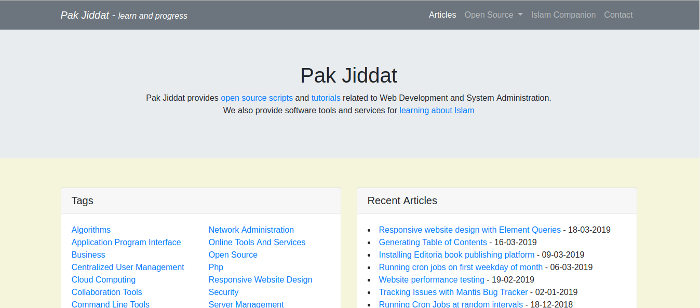 Pak Jiddat - learn and progress
Articles Open Source Islam Companion Contact
Pak Jiddat
Pak Jiddat provides open source scripts and tutorials related to Web Development and System Administration.
We also provide software tools and services for learning about Islam
Tags
Algorithms
Application Program Interface
Business
Centralized User Management
Cloud Computing
Collaboration Tools
Command Line Tools
Network Administration
Online Tools And Services
Open Source
Php
Responsive Website Design
Security
Server Management
Recent Articles
Responsive website design with Element Queries - 18-03-2019
Generating Table of Contents - 16-03-2019
Installing Editoria book publishing platform - 09-03-2019
Running cron jobs on first weekday of month - 06-03-2019
Website performance testing - 19-02-2019
Tracking Issues with Mantis Bug Tracker - 02-01-2019
Running Cron Jobs at random intervals - 18-12-2018